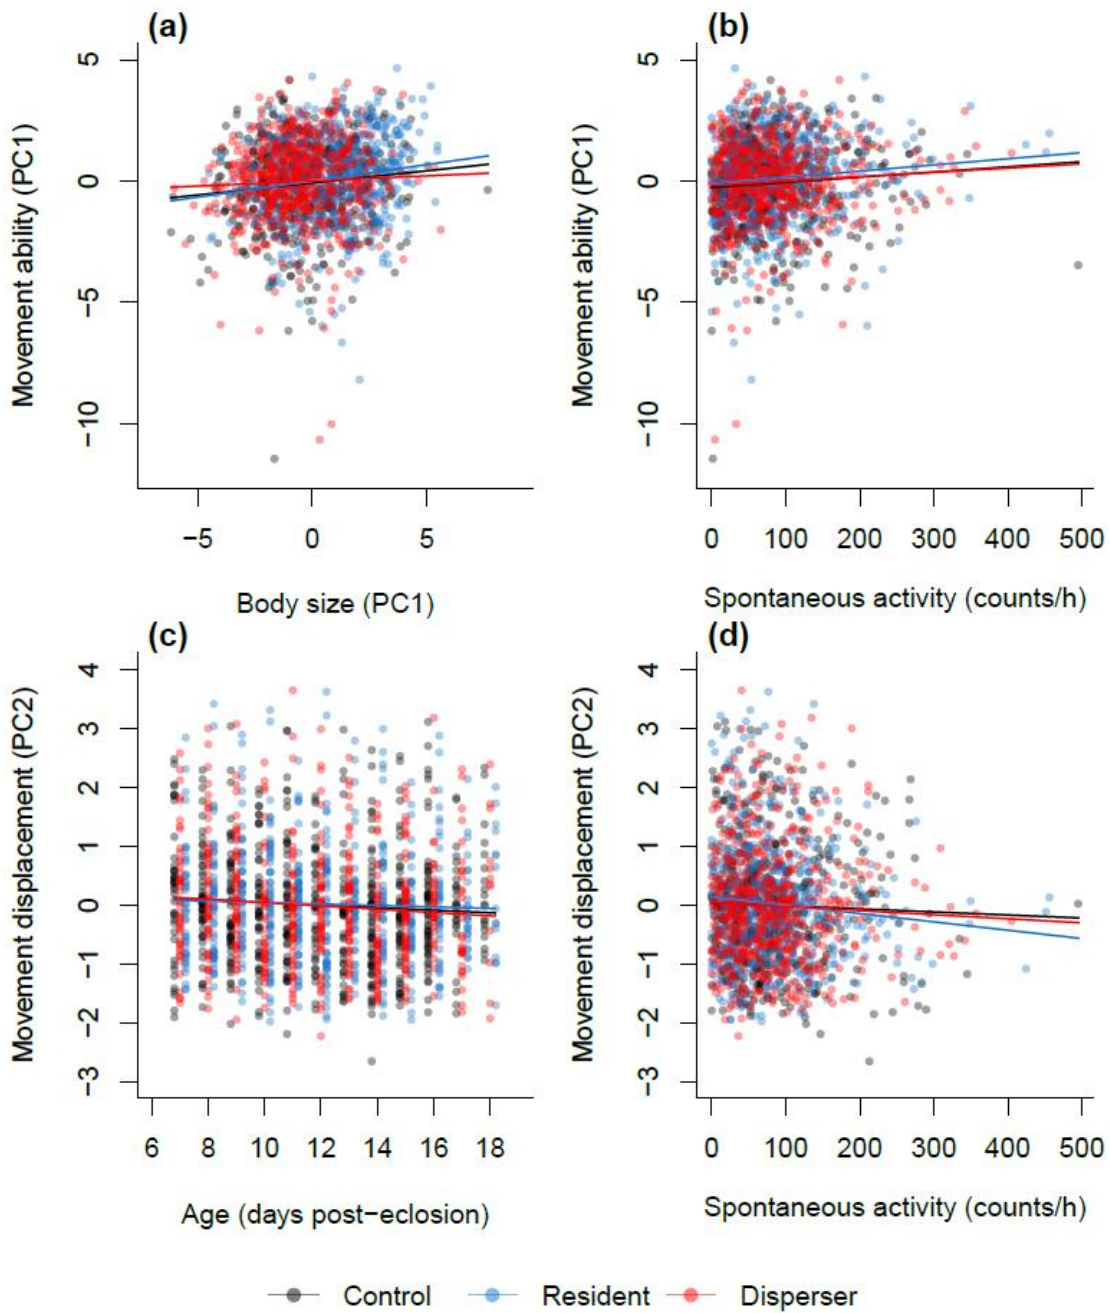 (a)
Movement ability (PC1)
5
0
−5
−10
−5 0 5
Body size (PC1)
(b)
Movement ability (PC1)
5
0
−5
−10
0 100 200 300 400 500
Spontaneous activity (counts/h)
(c)
Movement displacement (PC2)
4
3
2
1
0
−1
−2
−3
6 8 10 12 14 16 18
Age (days post−eclosion)
(d)
Movement displacement (PC2)
4
3
2
1
0
−1
−2
−3
0 100 200 300 400 500
Spontaneous activity (counts/h)
Control Resident Disperser